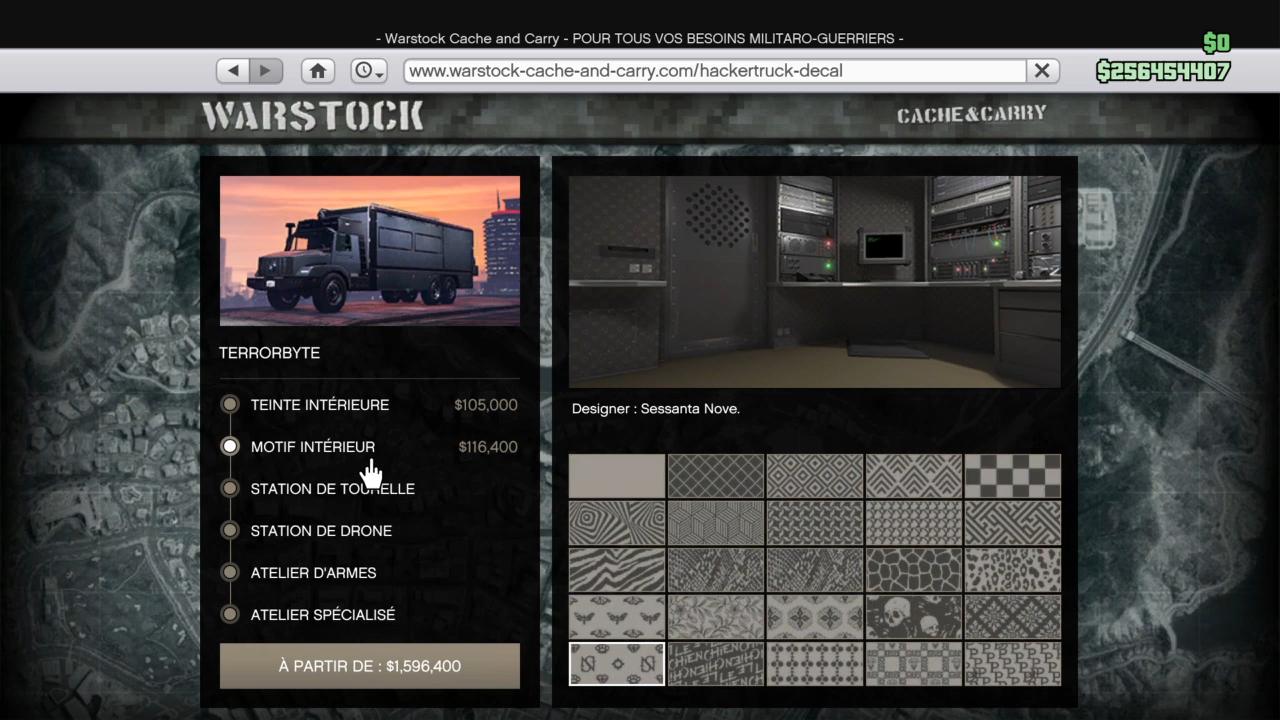 - Warstock Cache and Carry - POUR TOUS VOS BESOINS MILITARO-GUERRIERS -
$0
www.warstock-cache-and-carry.com/hackertruck-decal
$256454407
WARSTOCK
CACHE&CARRY
TERRORBYTE
TEINTE INTÉRIEURE $105,000
MOTIF INTÉRIEUR $116,400
STATION DE TOURELLE
STATION DE DRONE
ATELIER D'ARMES
ATELIER SPÉCIALISÉ
À PARTIR DE : $1,596,400
Designer : Sessanta Nove.